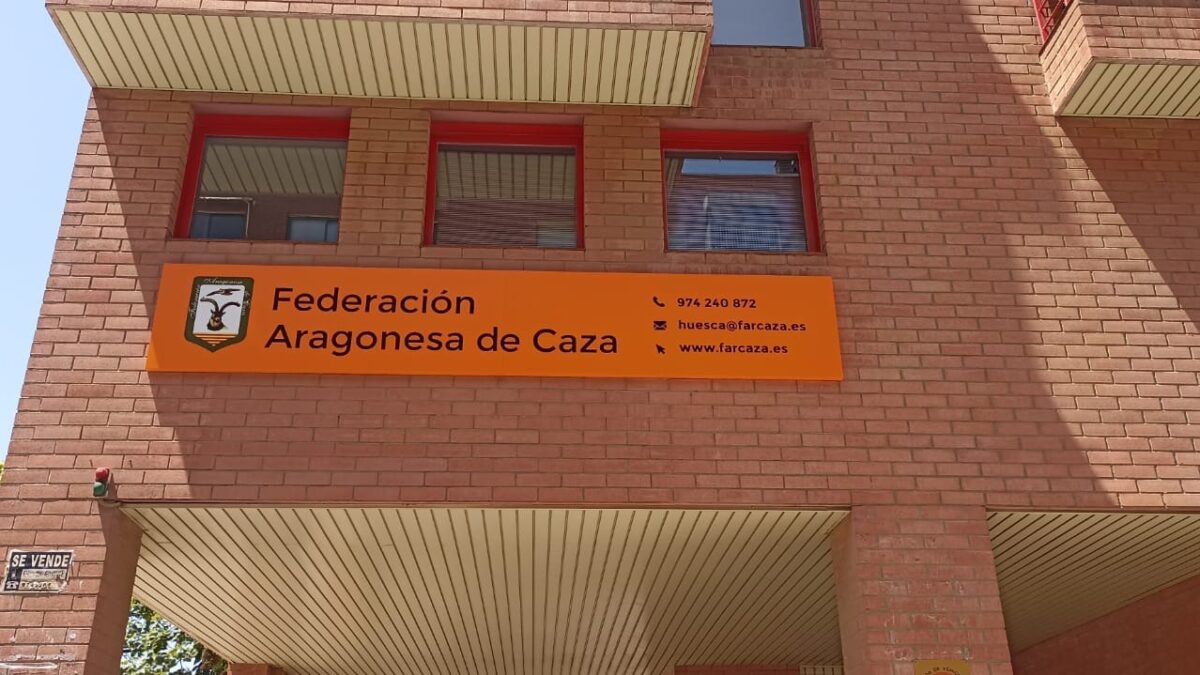 Federación
Aragonesa de Caza
974 240 872
huesca@farcaza.es
www.farcaza.es
SE VENDE